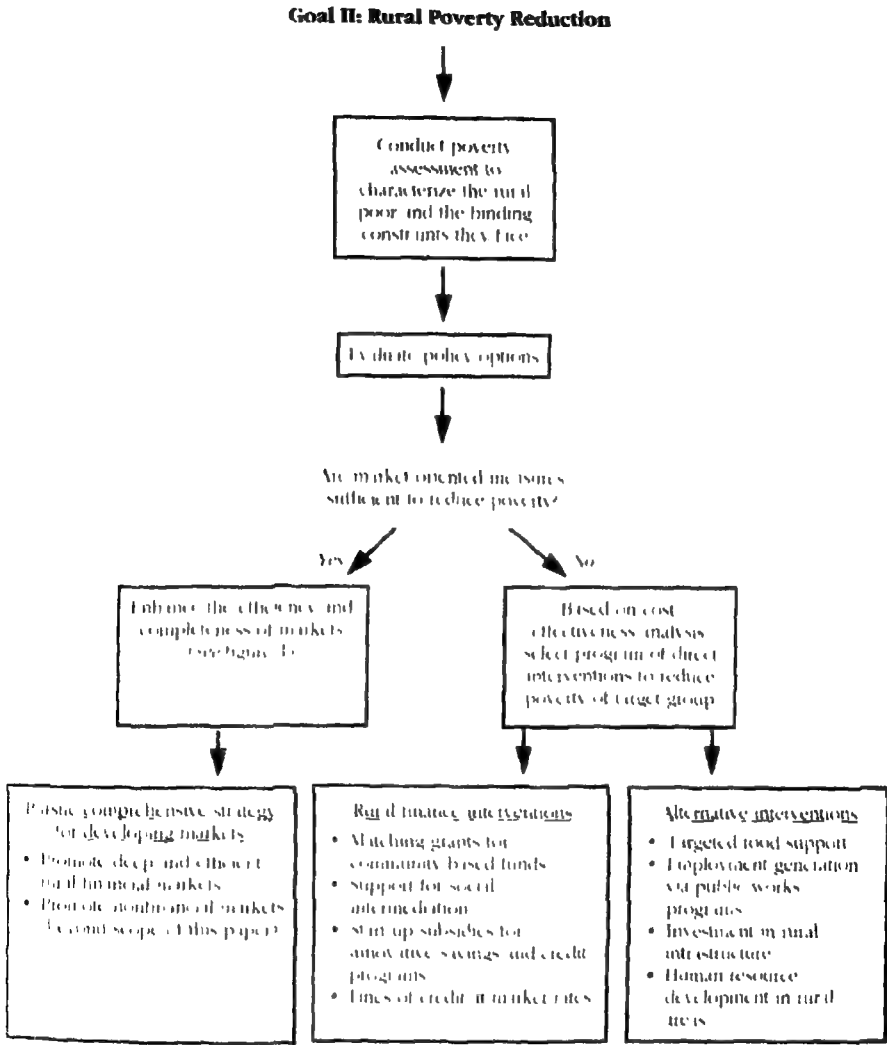 Goal II: Rural Poverty Reduction
Conduct poverty
assessment to
characterize the rural
poor and the binding
constraints they face
Evaluate policy options
Are market oriented measures
sufficient to reduce poverty?
Yes
No
Enhance the efficiency and
completeness of markets
(see figure
Based on cost
effectiveness analysis
select program of direct
interventions to reduce
poverty of target group
comprehensive strategy
for developing markets
• Promote deep and efficient
rural financial markets
• Promote nonfinancial markets
beyond scope of this paper)
Rural finance interventions
• Matching grants for
community based funds
• Support for social
intermediation
• Start up subsidies for
innovative savings and credit
programs
• Lines of credit at market rates
Alternative interventions
• Targeted food support
• Employment generation
via public works
programs
• Investment in rural
infrastructure
• Human resource
development in rural
areas